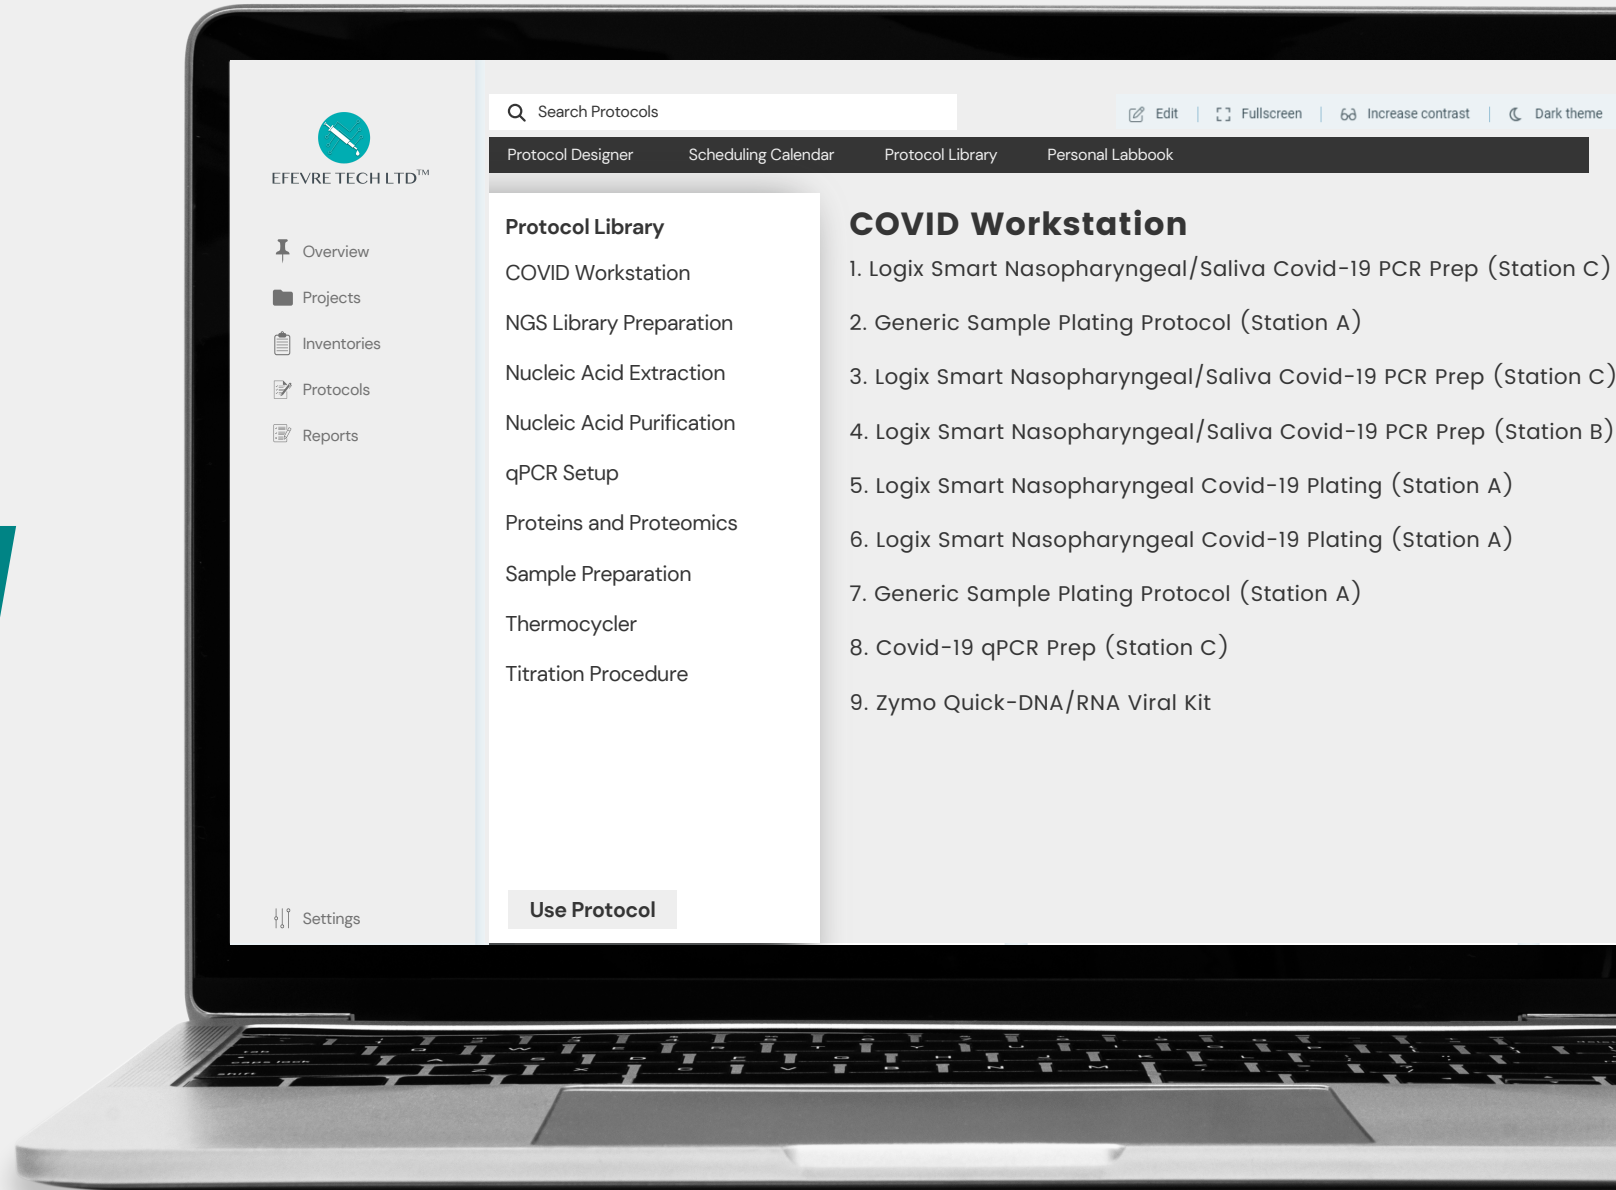 EFEVRE TECH LTD™
Overview
Projects
Inventories
Protocols
Reports
Settings
Search Protocols
Edit | Fullscreen | Increase contrast | Dark theme
Protocol Designer Scheduling Calendar Protocol Library Personal Labbook
Protocol Library
COVID Workstation
NGS Library Preparation
Nucleic Acid Extraction
Nucleic Acid Purification
qPCR Setup
Proteins and Proteomics
Sample Preparation
Thermocycler
Titration Procedure
Use Protocol
COVID Workstation
1. Logix Smart Nasopharyngeal/Saliva Covid-19 PCR Prep (Station C)
2. Generic Sample Plating Protocol (Station A)
3. Logix Smart Nasopharyngeal/Saliva Covid-19 PCR Prep (Station C)
4. Logix Smart Nasopharyngeal/Saliva Covid-19 PCR Prep (Station B)
5. Logix Smart Nasopharyngeal Covid-19 Plating (Station A)
6. Logix Smart Nasopharyngeal Covid-19 Plating (Station A)
7. Generic Sample Plating Protocol (Station A)
8. Covid-19 qPCR Prep (Station C)
9. Zymo Quick-DNA/RNA Viral Kit
tab
caps lock
shift